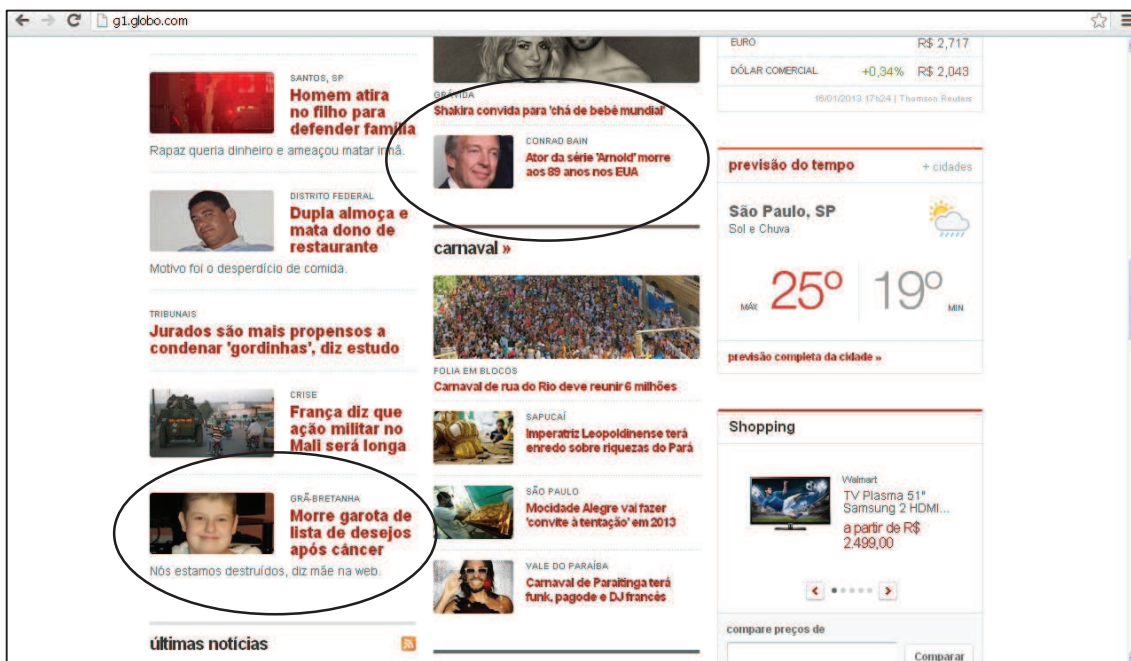 g1.globo.com
SANTOS, SP
Homem atira
no filho para
defender família
Rapaz queria dinheiro e ameaçou matar irmã.
DISTRITO FEDERAL
Dupla almoça e
mata dono de
restaurante
Motivo foi o desperdício de comida.
TRIBUNAIS
Jurados são mais propensos a
condenar 'gordinhas', diz estudo
CRISE
França diz que
ação militar no
Mali será longa
GRÃ-BRETANHA
Morre garota de
lista de desejos
após câncer
Nós estamos destruídos, diz mãe na web.
últimas notícias
GRÁVIDA
Shakira convida para 'chá de bebê mundial'
CONRAD BAIN
Ator da série 'Arnold' morre
aos 89 anos nos EUA
carnaval »
FOLIA EM BLOCOS
Carnaval de rua do Rio deve reunir 6 milhões
SAPUCAÍ
Imperatriz Leopoldinense terá
enredo sobre riquezas do Pará
SÃO PAULO
Mocidade Alegre vai fazer
'convite à tentação' em 2013
VALE DO PARAÍBA
Carnaval de Paraitinga terá
funk, pagode e DJ francês
EURO R$ 2,717
DÓLAR COMERCIAL +0,34% R$ 2,043
16/01/2013 17h24 | Thomson Reuters
previsão do tempo + cidades
São Paulo, SP
Sol e Chuva
MÁX 25º 19º MIN
previsão completa da cidade »
Shopping
Walmart
TV Plasma 51"
Samsung 2 HDMI...
a partir de R$
2.499,00
compare preços de
Comparar